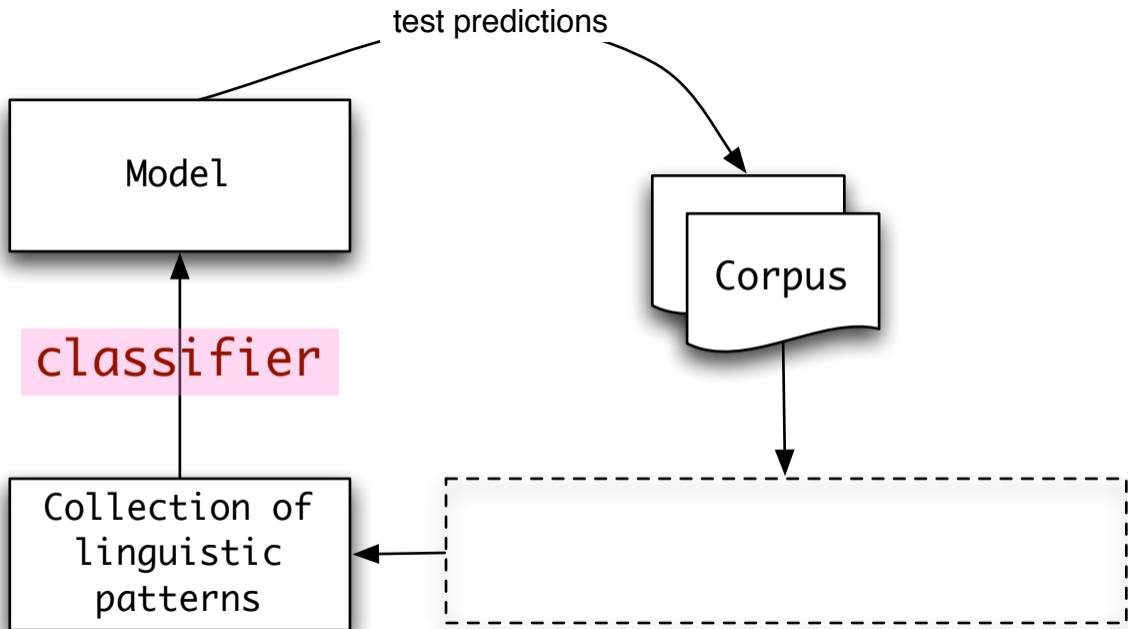 test predictions
Model
Corpus
classifier
Collection of
linguistic
patterns